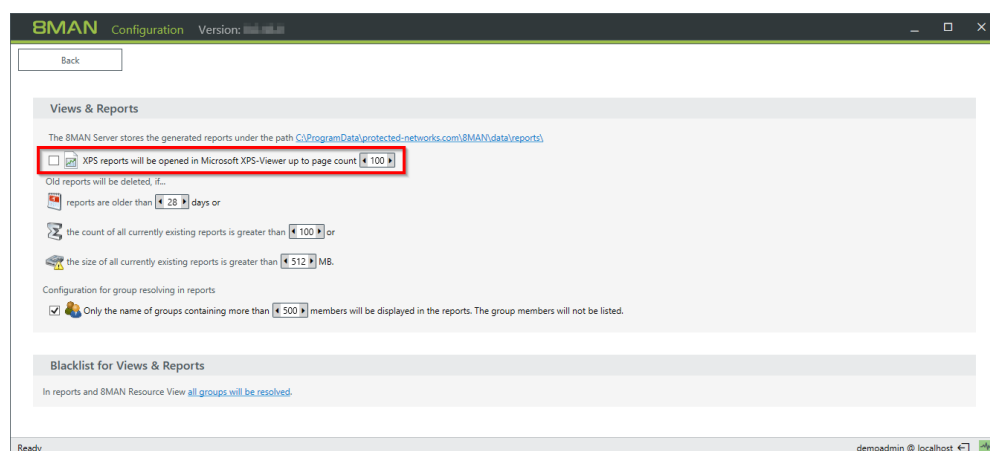 8MAN Configuration Version:
Back
Views & Reports
The 8MAN Server stores the generated reports under the path C:\ProgramData\protected-networks.com\8MAN\data\reports\
XPS reports will be opened in Microsoft XPS-Viewer up to page count 100
Old reports will be deleted, if...
reports are older than 28 days or
the count of all currently existing reports is greater than 100 or
the size of all currently existing reports is greater than 512 MB.
Configuration for group resolving in reports
Only the name of groups containing more than 500 members will be displayed in the reports. The group members will not be listed.
Blacklist for Views & Reports
In reports and 8MAN Resource View all groups will be resolved.
Ready demoadmin @ localhost